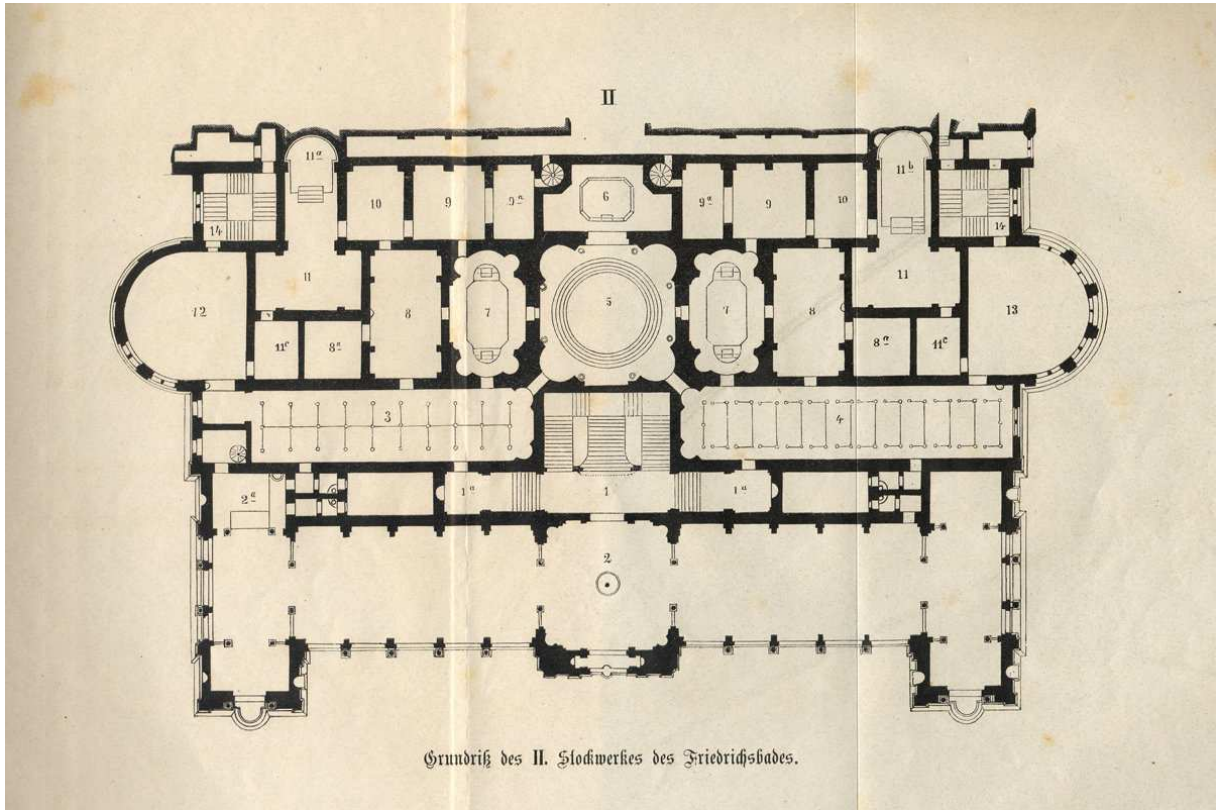 II
11ª
11b
10
9
9ª
6
9ª
9
10
14
14
11
11
12
8
7
5
7
8
13
11c
8ª
8ª
11c
3
4
2ª
1ª
1
1ª
2
Grundriß des II. Stockwerkes des Friedrichsbades.